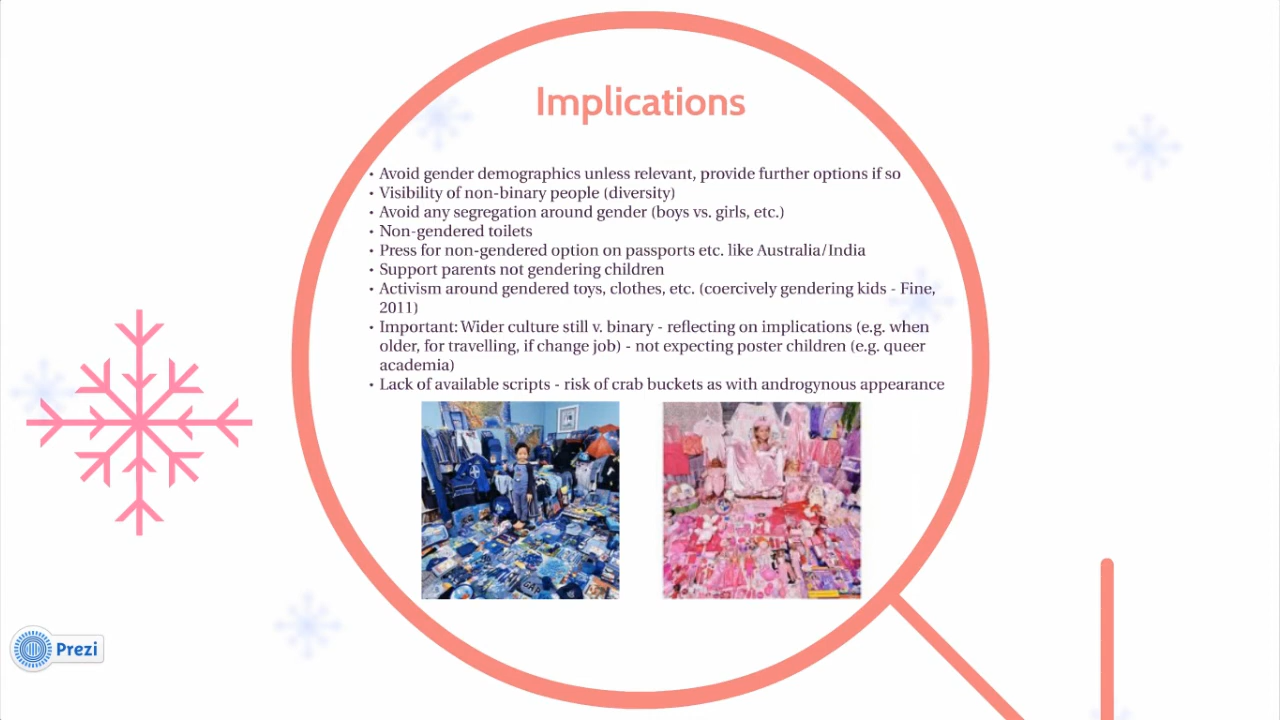 Implications
• Avoid gender demographics unless relevant, provide further options if so
• Visibility of non-binary people (diversity)
• Avoid any segregation around gender (boys vs. girls, etc.)
• Non-gendered toilets
• Press for non-gendered option on passports etc. like Australia/India
• Support parents not gendering children
• Activism around gendered toys, clothes, etc. (coercively gendering kids - Fine,
2011)
• Important: Wider culture still v. binary - reflecting on implications (e.g. when
older, for travelling, if change job) - not expecting poster children (e.g. queer
academia)
• Lack of available scripts - risk of crab buckets as with androgynous appearance
GAP
Prezi